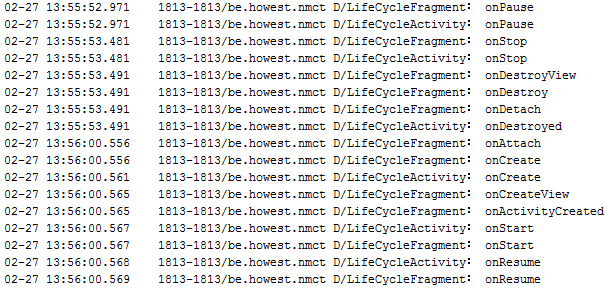 02-27 13:55:52.971 1813-1813/be.howest.nmct D/LifeCycleFragment: onPause
02-27 13:55:52.971 1813-1813/be.howest.nmct D/LifeCycleActivity: onPause
02-27 13:55:53.481 1813-1813/be.howest.nmct D/LifeCycleFragment: onStop
02-27 13:55:53.481 1813-1813/be.howest.nmct D/LifeCycleActivity: onStop
02-27 13:55:53.491 1813-1813/be.howest.nmct D/LifeCycleFragment: onDestroyView
02-27 13:55:53.491 1813-1813/be.howest.nmct D/LifeCycleFragment: onDestroy
02-27 13:55:53.491 1813-1813/be.howest.nmct D/LifeCycleFragment: onDetach
02-27 13:55:53.491 1813-1813/be.howest.nmct D/LifeCycleActivity: onDestroyed
02-27 13:56:00.556 1813-1813/be.howest.nmct D/LifeCycleFragment: onAttach
02-27 13:56:00.556 1813-1813/be.howest.nmct D/LifeCycleFragment: onCreate
02-27 13:56:00.561 1813-1813/be.howest.nmct D/LifeCycleActivity: onCreate
02-27 13:56:00.565 1813-1813/be.howest.nmct D/LifeCycleFragment: onCreateView
02-27 13:56:00.565 1813-1813/be.howest.nmct D/LifeCycleFragment: onActivityCreated
02-27 13:56:00.567 1813-1813/be.howest.nmct D/LifeCycleActivity: onStart
02-27 13:56:00.567 1813-1813/be.howest.nmct D/LifeCycleFragment: onStart
02-27 13:56:00.568 1813-1813/be.howest.nmct D/LifeCycleActivity: onResume
02-27 13:56:00.569 1813-1813/be.howest.nmct D/LifeCycleFragment: onResume